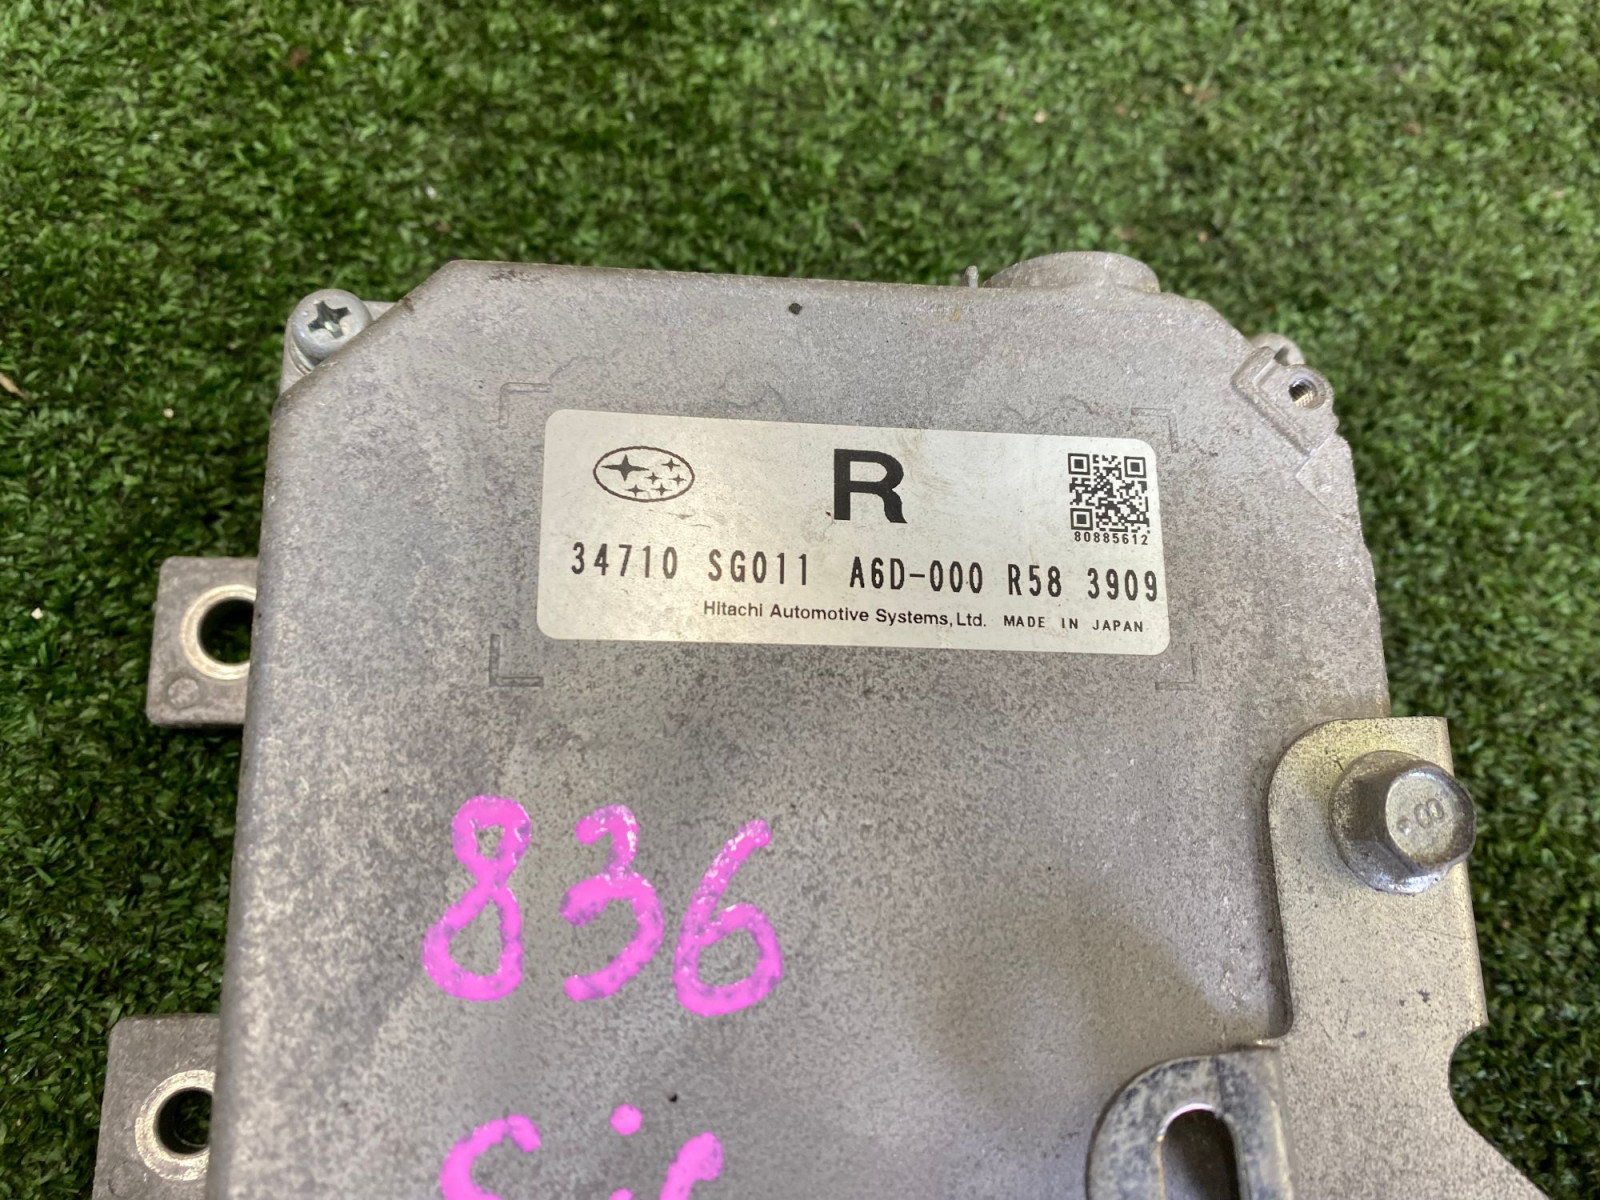 R
80885612
34710 SG011 A6D-000 R58 3909
Hitachi Automotive Systems, Ltd. MADE IN JAPAN
836